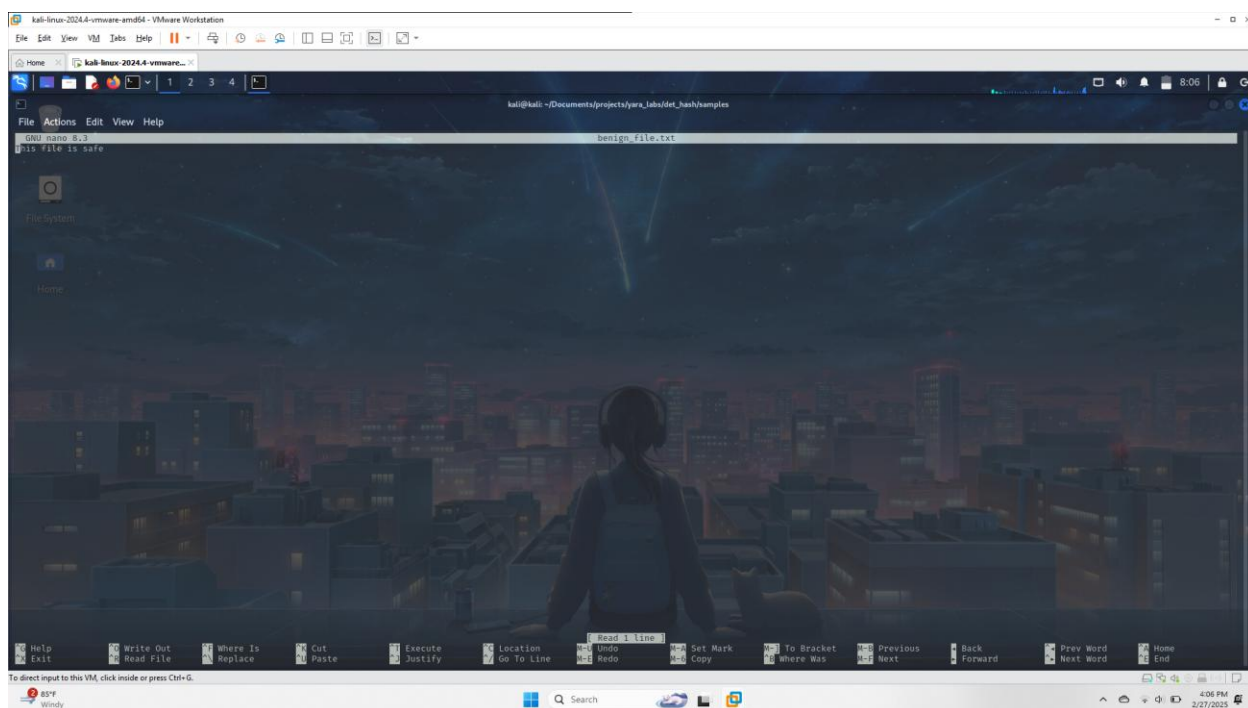 kali-linux-2024.4-vmware-amd64 - VMware Workstation
File Edit View VM Tabs Help
Home kali-linux-2024.4-vmware...
1 2 3 4 8:06
kali@kali: ~/Documents/projects/yara_labs/det_hash/samples
File Actions Edit View Help
GNU nano 8.3 benign_file.txt
This file is safe
File System
Home
[ Read 1 line ]
^G Help ^O Write Out ^F Where Is ^K Cut ^T Execute ^C Location M-U Undo M-A Set Mark M-] To Bracket M-B Previous Back Prev Word ^A Home
^X Exit ^R Read File ^\ Replace ^U Paste ^J Justify ^/ Go To Line M-E Redo M-6 Copy ^B Where Was M-F Next Forward Next Word ^E End
To direct input to this VM, click inside or press Ctrl+G.
2 85°F
Windy
Search
4:06 PM
2/27/2025